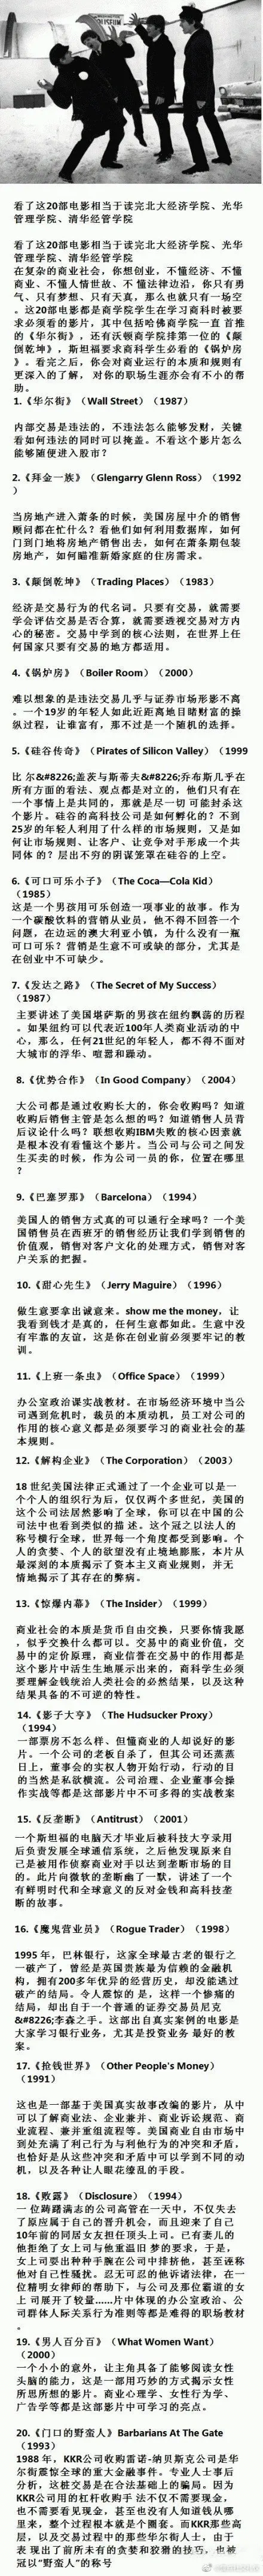 COLISEUM
看了这20部电影相当于读完北大经济学院、光华
管理学院、清华经管学院
看了这20部电影相当于读完北大经济学院、光华
管理学院、清华经管学院
在复杂的商业社会，你想创业，不懂经济、不懂
商业、不懂人情世故、不 懂法律边沿，你只有勇
气、只有梦想、只有天真，那么也就只有一场空
。这20部电影都是商学院学生在学习商科时被要
求必须看的影片，其中包括哈佛商学院一直 首推
的《华尔街》，还有沃顿商学院排第一位的《颠
倒乾坤》，斯坦福要求商科学生必看的《锅炉房
》。看完之后，你会对商业运行的本质和规则有
更深入的了解， 对你的职场生涯亦会有不小的帮
助。
1.《华尔街》（Wall Street）（1987）
内部交易是违法的，不违法怎么能够发财，关键
看如何违法的同时可以掩盖。不看这个影片怎么
能够随便进入股市？
2.《拜金一族》（Glengarry Glenn Ross）（1992
）
当房地产进入萧条的时候，美国房屋中介的销售
顾问都在忙什么？看他们如何利用数据库，如何
门到门地将房地产销售出去，如何在萧条期包装
房地产，如何瞄准新婚家庭的住房需求。
3.《颠倒乾坤》（Trading Places）（1983）
经济是交易行为的代名词。只要有交易，就需要
学会评估交易是否合算，就需要透视交易对方内
心的秘密。交易中学到的核心法则，在世界上任
何国家只要有交易的地方都适用。
4.《锅炉房》（Boiler Room）（2000）
难以想象的是违法交易几乎与证券市场形影不离
。一个19岁的年轻人如此近距离地目睹财富的操
纵过程，让谁富有，那不过是一个随机的选择。
5.《硅谷传奇》（Pirates of Silicon Valley）（1999
比 尔&#8226;盖茨与斯蒂夫&#8226;乔布斯几乎在
所有方面的看法、观点都是对立的，他们只有在
一个事情上是共同的，那就是尽一切 可能封杀这
个影片。硅谷的高科技公司是如何孵化的？不到
25岁的年轻人利用了什么样的市场规则，又是如
何让市场规则、让客户、让竞争对手形成一个共
同体 的？层出不穷的阴谋笼罩在硅谷的上空。
6.《可口可乐小子》（The Coca—Cola Kid）
（1985）
这是一个男孩用可乐创造一项事业的故事。作为
一个碳酸饮料的营销从业员，他不得不回答一个
问题，在边远的澳大利亚小镇，为什么没有一瓶
可口可乐？营销是生意不可或缺的部分，尤其是
在创业中不可缺少。
7.《发达之路》（The Secret of My Success）
（1987）
主要讲述了美国堪萨斯的男孩在纽约飘荡的历程
。如果纽约可以代表近100年人类商业活动的中
心，那么，任何21世纪的年轻人，都不得不面对
大城市的浮华、喧嚣和躁动。
8.《优势合作》（In Good Company）（2004）
大公司都是通过收购长大的，你会收购吗？知道
收购后销售主管是怎么想的吗？知道销售人员背
后议论什么吗？联想收购IBM失败的核心因素就
是根本没有看懂这个影片。当公司与公司之间发
生买卖的时候，作为公司一员的你，位置在哪里
？
9.《巴塞罗那》（Barcelona）（1994）
美国人的销售方式真的可以通行全球吗？一个美
国销售员在西班牙的销售经历让我们学到销售的
价值观，销售对客户文化的处理方式，销售对客
户关系的把握。
10.《甜心先生》（Jerry Maguire）（1996）
做生意要拿出诚意来。show me the money，让
我看到钱才是真的，任何生意都如此。生意中没
有牢靠的友谊，这是你在创业前必须要牢记的教
训。
11.《上班一条虫》（Office Space）（1999）
办公室政治课实战教材。在市场经济环境中当公
司遇到危机时，裁员的本质动机，员工对公司的
作用的核心意义都是必须要学习的商业社会的基
本规则。
12.《解构企业》（The Corporation）（2003）
18 世纪美国法律正式通过了一个企业可以是一
个个人的组织行为后，仅仅两个多世纪，美国的
这个公司法居然影响了全球，你可以在中国的公
司法中也看到类似的描 述。这个冠之以法人的
称号横行全球，世界每一个角度都受到影响。个
人的贪婪、个人的欲望没有止境地膨胀，本片从
最深刻的本质揭示了资本主义商业规则，并无
情地揭示了其存在的弊病。
13.《惊爆内幕》（The Insider）（1999）
商业社会的本质是货币自由交换，只要你情我愿
，似乎交换什么都可以。交易中的商业价值，交
易中的定价原理，商业信誉在交易中的作用都是
这个影片中活生生地展示出来的，商科学生必须
要理解金钱统治人类社会的必然结果，以及这种
结果具备的不可逆的特性。
14.《影子大亨》（The Hudsucker Proxy）
（1994）
一部票房不怎么样、但懂商业的人却说好的影
片。一个公司的老板自杀了，但其公司还蒸蒸
日上，董事会的实权人物开始行动，行动的目
的当然是私欲横流。公司治理、企业董事会操
作实战等都是这部影片中不可多得的实战教案
15.《反垄断》（Antitrust）（2001）
一个斯坦福的电脑天才毕业后被科技大亨录用
后负责发展全球通信系统，之后他发现原来自
己是被用作侦察商业对手以达到垄断市场的目
的。此片向微软的垄断幽了一默，讲述了一个
有鲜明时代和全球意义的反对金钱和高科技垄
断的故事。
16.《魔鬼营业员》（Rogue Trader）（1998）
1995 年，巴林银行，这家全球最古老的银行之
一破产了，曾经是英国贵族最为信赖的金融机
构，拥有200多年优异的经营历史，却没能逃过
破产的结局。令人震惊的 是，这样一个惨痛的
结局，却出自于一个普通的证券交易员尼克
&#8226;李森之手。这部出自真实案例的电影是
大家学习银行业务，尤其是投资业务 最好的教
案。
17.《抢钱世界》（Other People's Money）
（1991）
这也是一部基于美国真实故事改编的影片，从中
可以了解商业法、企业兼并、商业诉讼规范、商
业流程、兼并重组流程等。美国商业自由市场中
到处充满了利己行为与利他行为的冲突和矛盾，
也恰好是从这些冲突和矛盾中可以学到不同的动
机，以及各种让人眼花缭乱的手段。
18.《败露》（Disclosure）（1994）
一 位踌躇满志的公司高管在一天中，不仅失去
了原应属于自己的晋升机会，而且迎来了自己
10年前的同居女友担任顶头上司。已有妻儿的
他拒绝了女上司与他重温旧 梦的要求，于是，
女上司耍出种种手腕在公司中排挤他，甚至诬称
他对自己性骚扰。忍无可忍的他诉诸法律，在一
位精明女律师的帮助下，与公司及那位霸道的女
上 司展开了较量……片中体现的办公室政治、公
司群体人际关系行为准则等都是难得的职场教材
。
19.《男人百分百》（What Women Want）
（2000）
一个小小的意外，让主角具备了能够阅读女性
头脑的能力，这是一部用巧妙的方式揭示女性
所思所想的影片。商业心理学、女性行为学、
广告学等都是这部影片中可学习的亮点。
20.《门口的野蛮人》Barbarians At The Gate
（1993）
1988 年，KKR公司收购雷诺-纳贝斯克公司是华
尔街震惊全球的重大金融事件。专业人士事后
分析，这桩交易是在合法基础上的骗局。因为
KKR公司用的杠杆收购手 法不仅不需要现金，
也不需要看见现金，甚至也没有人知道钱从哪
里来，整个过程根本就是个圈套。而KKR那些高
层，以及交易过程中的那些华尔街人士，由于
表 现出了前所未有的贪婪和狡猾的技巧，也被
冠以“野蛮人”的称号